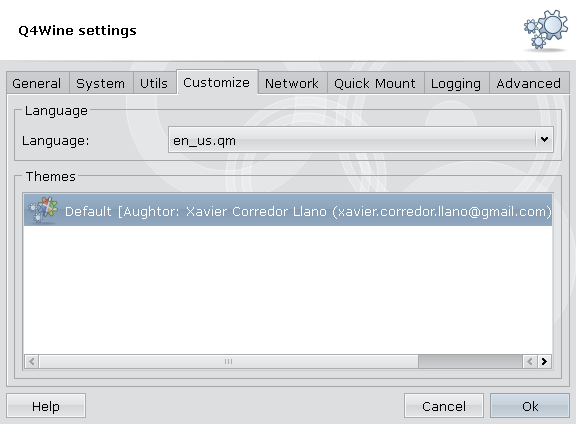 Q4Wine settings
General System Utils Customize Network Quick Mount Logging Advanced
Language
Language: en_us.qm
Themes
Default [Aughtor: Xavier Corredor Llano (xavier.corredor.llano@gmail.com)
Help Cancel Ok